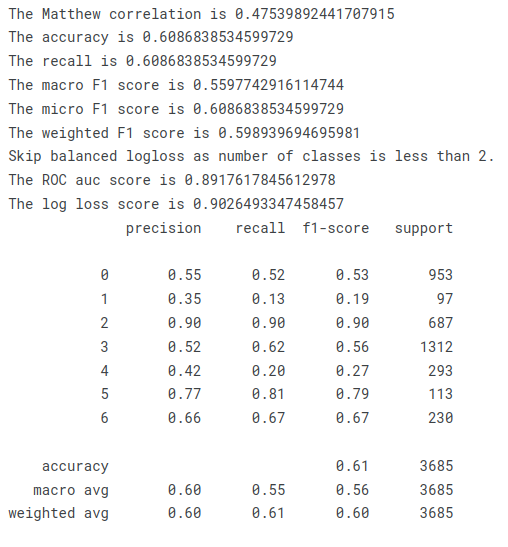 The Matthew correlation is 0.47539892441707915
The accuracy is 0.6086838534599729
The recall is 0.6086838534599729
The macro F1 score is 0.5597742916114744
The micro F1 score is 0.6086838534599729
The weighted F1 score is 0.598939694695981
Skip balanced logloss as number of classes is less than 2.
The ROC auc score is 0.8917617845612978
The log loss score is 0.9026493347458457
precision recall f1-score support
0 0.55 0.52 0.53 953
1 0.35 0.13 0.19 97
2 0.90 0.90 0.90 687
3 0.52 0.62 0.56 1312
4 0.42 0.20 0.27 293
5 0.77 0.81 0.79 113
6 0.66 0.67 0.67 230
accuracy 0.61 3685
macro avg 0.60 0.55 0.56 3685
weighted avg 0.60 0.61 0.60 3685